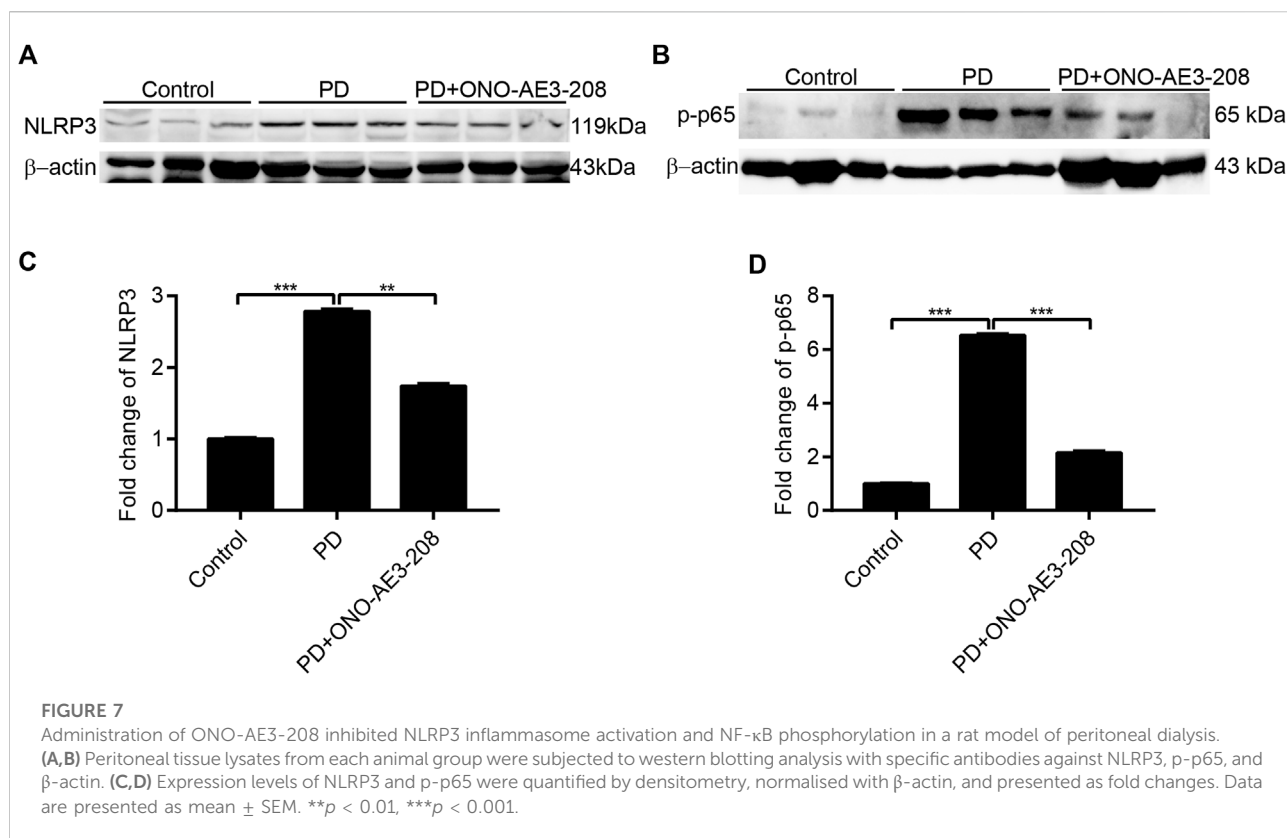 A
Control PD PD+ONO-AE3-208
NLRP3 119kDa
β–actin 43kDa
B
Control PD PD+ONO-AE3-208
p-p65 65 kDa
β–actin 43 kDa
C
Fold change of NLRP3
3
2
1
0
*** **
Control
PD
PD+ONO-AE3-208
D
Fold change of p-p65
8
6
4
2
0
*** ***
Control
PD
PD+ONO-AE3-208
FIGURE 7
Administration of ONO-AE3-208 inhibited NLRP3 inflammasome activation and NF-κB phosphorylation in a rat model of peritoneal dialysis.
(A,B) Peritoneal tissue lysates from each animal group were subjected to western blotting analysis with specific antibodies against NLRP3, p-p65, and
β-actin. (C,D) Expression levels of NLRP3 and p-p65 were quantified by densitometry, normalised with β-actin, and presented as fold changes. Data
are presented as mean ± SEM. **p < 0.01, ***p < 0.001.